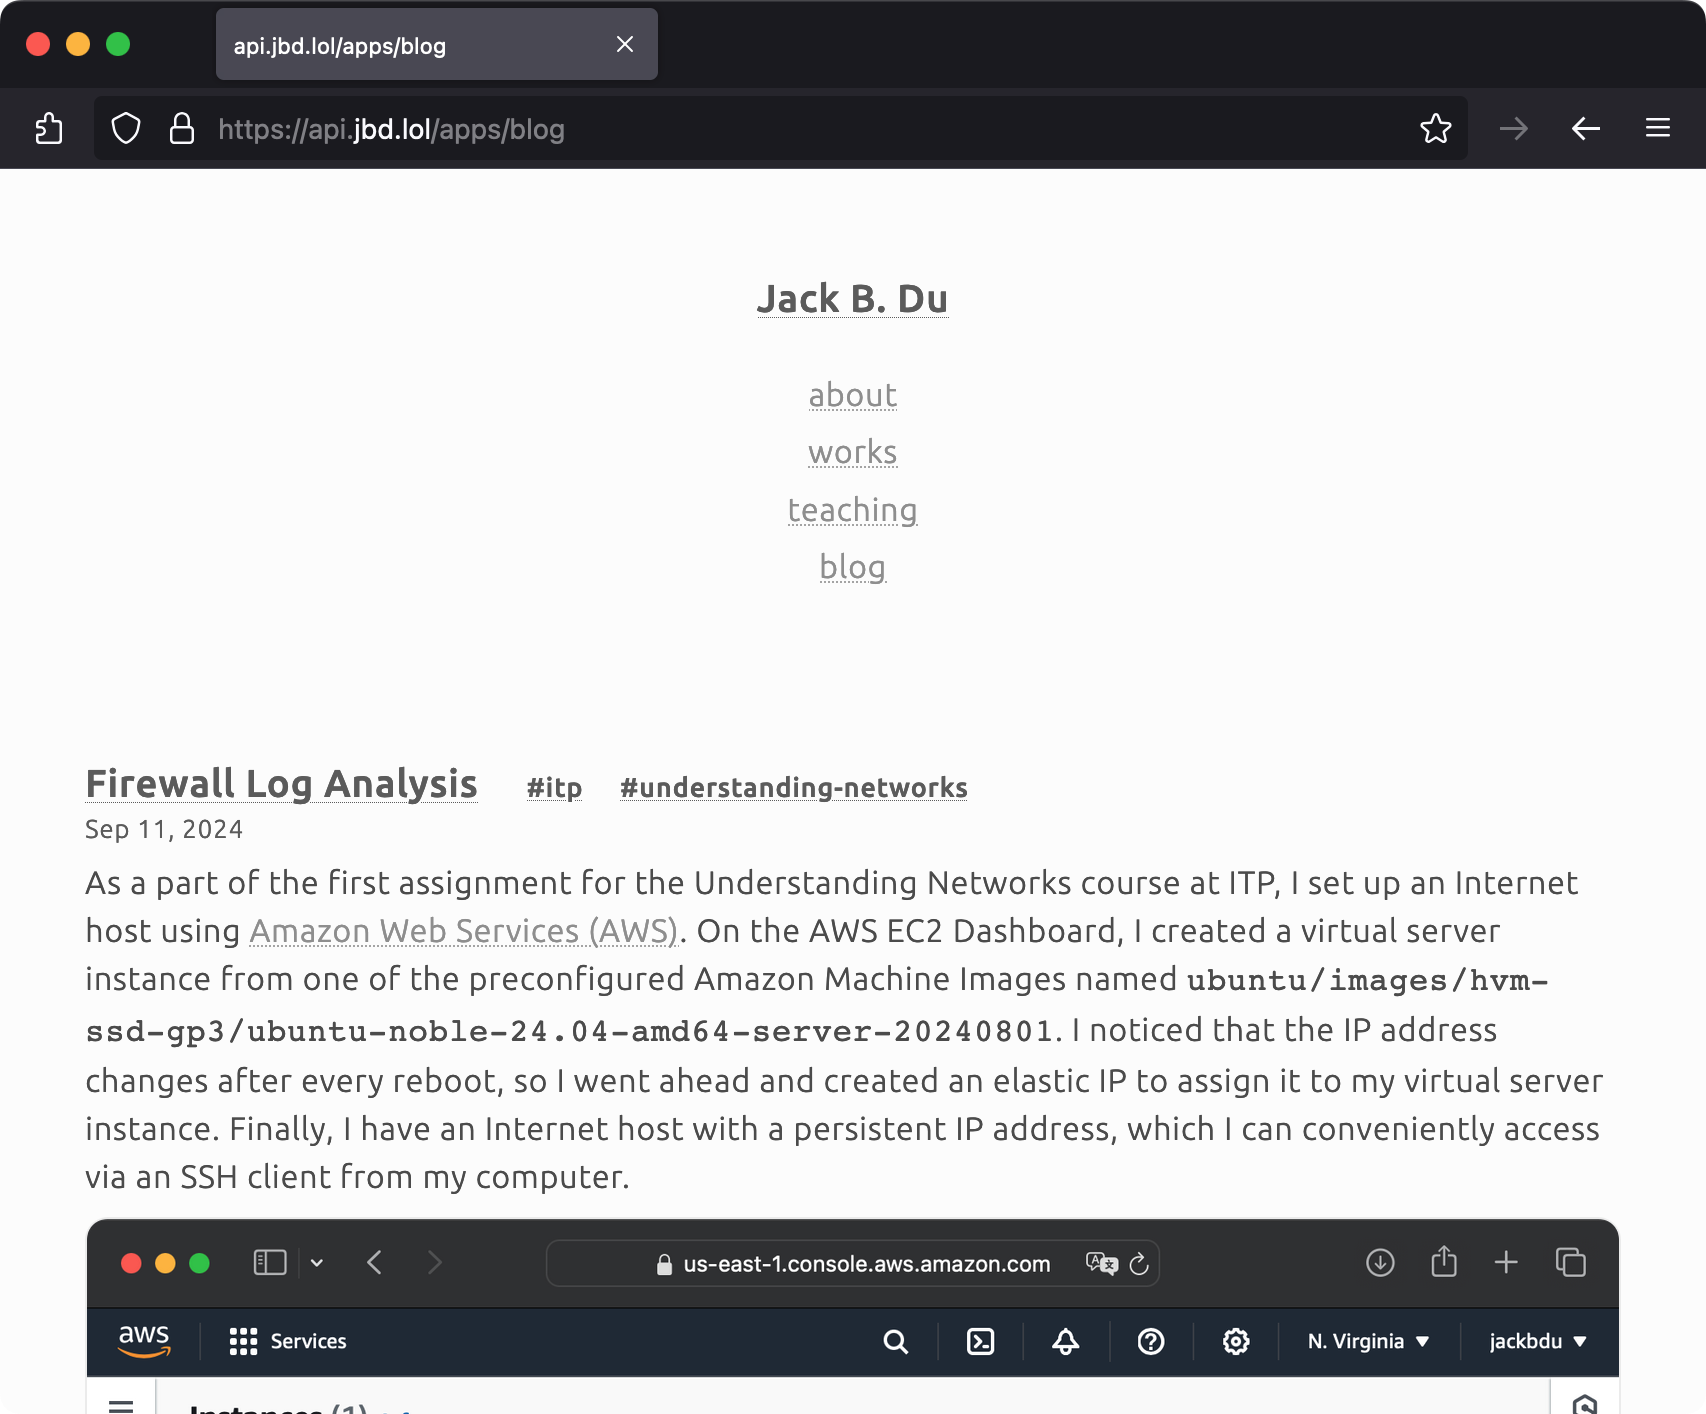 api.jbd.lol/apps/blog
https://api.jbd.lol/apps/blog
Jack B. Du
about
works
teaching
blog
Firewall Log Analysis #itp #understanding-networks
Sep 11, 2024
As a part of the first assignment for the Understanding Networks course at ITP, I set up an Internet
host using Amazon Web Services (AWS). On the AWS EC2 Dashboard, I created a virtual server
instance from one of the preconfigured Amazon Machine Images named ubuntu/images/hvm-
ssd-gp3/ubuntu-noble-24.04-amd64-server-20240801. I noticed that the IP address
changes after every reboot, so I went ahead and created an elastic IP to assign it to my virtual server
instance. Finally, I have an Internet host with a persistent IP address, which I can conveniently access
via an SSH client from my computer.
us-east-1.console.aws.amazon.com
aws Services N. Virginia jackbdu
Instances (1)